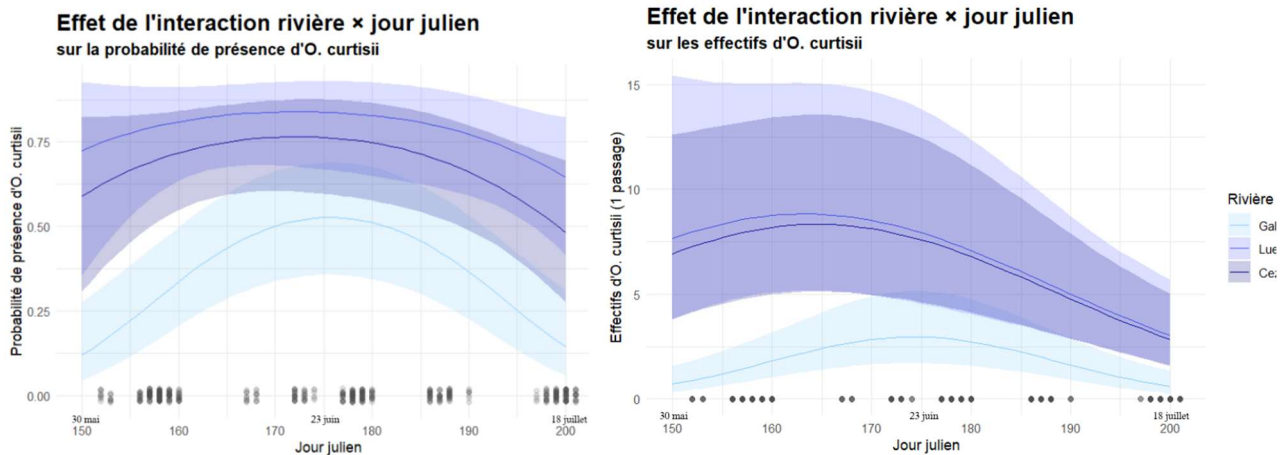 Effet de l'interaction rivière × jour julien
sur la probabilité de présence d'O. curtisii
Probabilité de présence d'O. curtisii
0.75
0.50
0.25
0.00
30 mai
23 juin
18 juillet
150
160
170
180
190
200
Jour julien
Effet de l'interaction rivière × jour julien
sur les effectifs d'O. curtisii
Effectifs d'O. curtisii (1 passage)
15
10
5
0
30 mai
23 juin
18 juillet
150
160
170
180
190
200
Jour julien
Rivière
Gal
Lue
Cez